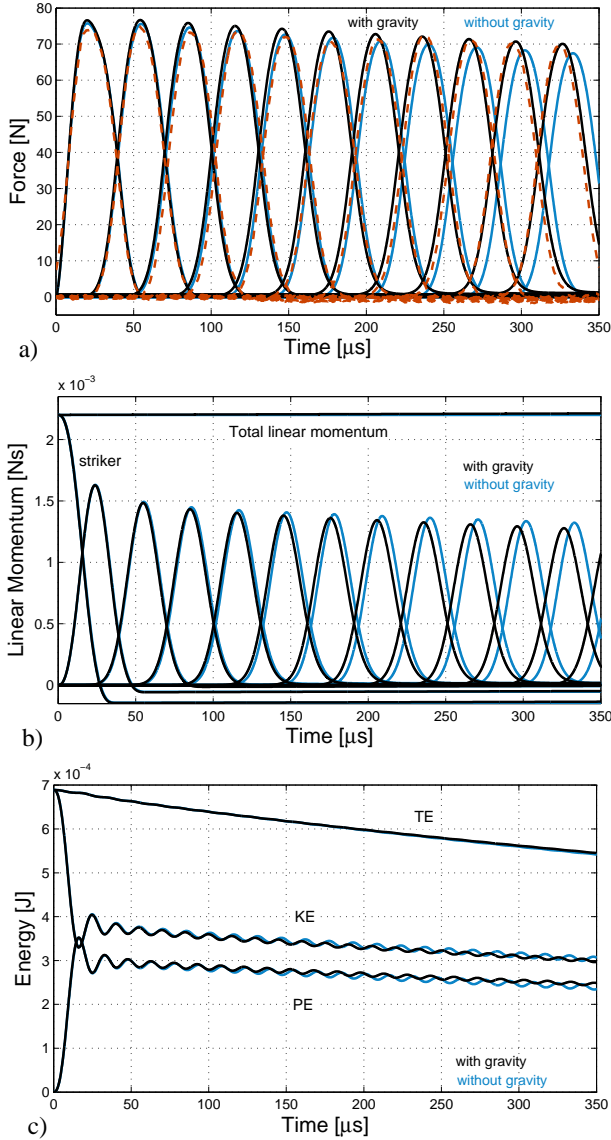 80
70
60
50
40
30
20
10
0
Force [N]
with gravity
without gravity
0
50
100
150
200
250
300
350
Time [μs]
a)
x 10⁻³
2
1.5
1
0.5
0
Linear Momentum [Ns]
Total linear momentum
striker
with gravity
without gravity
0
50
100
150
200
250
300
350
Time [μs]
b)
x 10⁻⁴
7
6
5
4
3
2
1
0
Energy [J]
TE
KE
PE
with gravity
without gravity
0
50
100
150
200
250
300
350
Time [μs]
c)